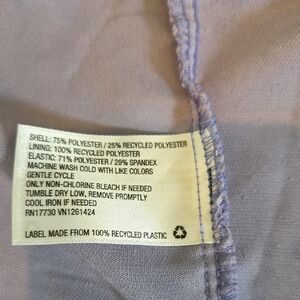 SHELL: 75% POLYESTER / 25% RECYCLED POLYESTER
LINING: 100% RECYCLED POLYESTER
ELASTIC: 71% POLYESTER / 29% SPANDEX
MACHINE WASH COLD WITH LIKE COLORS
GENTLE CYCLE
ONLY NON-CHLORINE BLEACH IF NEEDED
TUMBLE DRY LOW, REMOVE PROMPTLY
COOL IRON IF NEEDED
RN17730 VN1261424
LABEL MADE FROM 100% RECYCLED PLASTIC